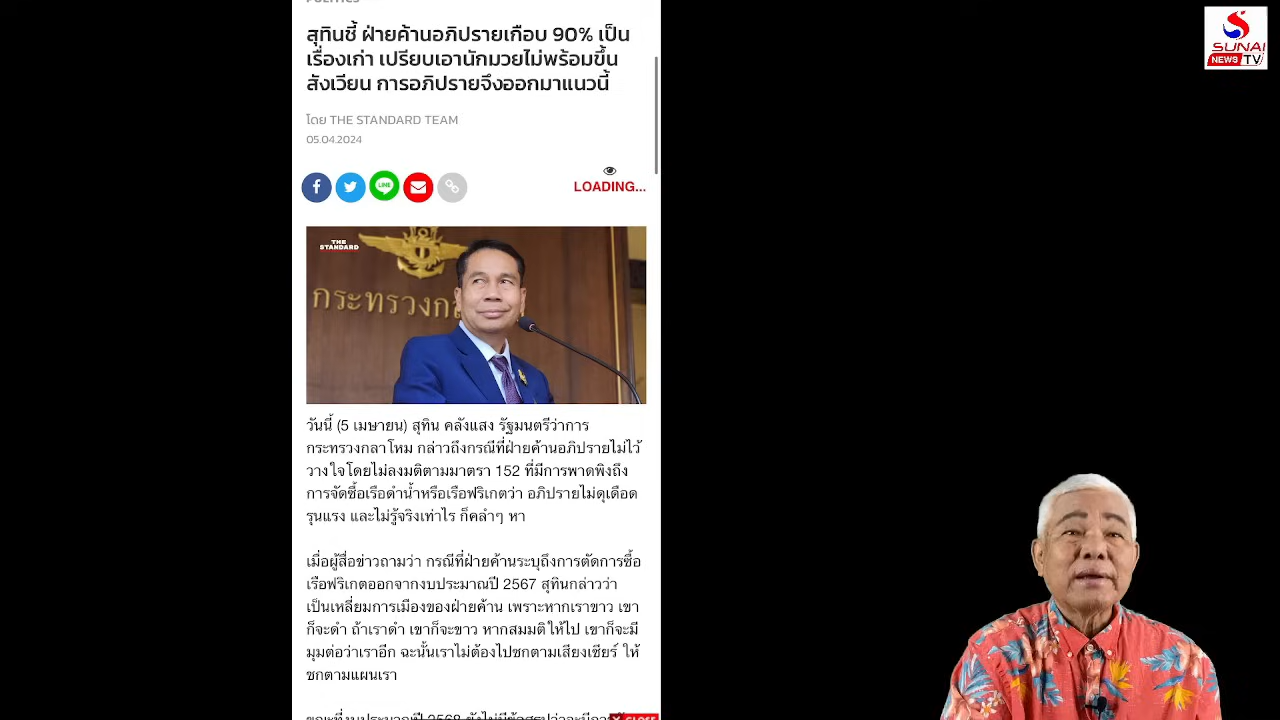 สุทินชี้ ฝ่ายค้านอภิปรายเกือบ 90% เป็น
เรื่องเก่า เปรียบเอานักมวยไม่พร้อมขึ้น
สังเวียน การอภิปรายจึงออกมาแนวนี้
โดย THE STANDARD TEAM
05.04.2024
LINE
LOADING...
THE
STANDARD
กระทรวงกล
วันนี้ (5 เมษายน) สุทิน คลังแสง รัฐมนตรีว่าการ
กระทรวงกลาโหม กล่าวถึงกรณีที่ฝ่ายค้านอภิปรายไม่ไว้
วางใจโดยไม่ลงมติตามมาตรา 152 ที่มีการพาดพิงถึง
การจัดซื้อเรือดำน้ำหรือเรือฟริเกตว่า อภิปรายไม่ดุเดือด
รุนแรง และไม่รู้จริงเท่าไร ก็คลำๆ หา
เมื่อผู้สื่อข่าวถามว่า กรณีที่ฝ่ายค้านระบุถึงการตัดการซื้อ
เรือฟริเกตออกจากงบประมาณปี 2567 สุทินกล่าวว่า
เป็นเหลี่ยมการเมืองของฝ่ายค้าน เพราะหากเราขาว เขา
ก็จะดำ ถ้าเราดำ เขาก็จะขาว หากสมมติให้ไป เขาก็จะมี
มุมต่อว่าเราอีก ฉะนั้นเราไม่ต้องไปชกตามเสียงเชียร์ ให้
ชกตามแผนเรา
SUNAI
NEWS TV